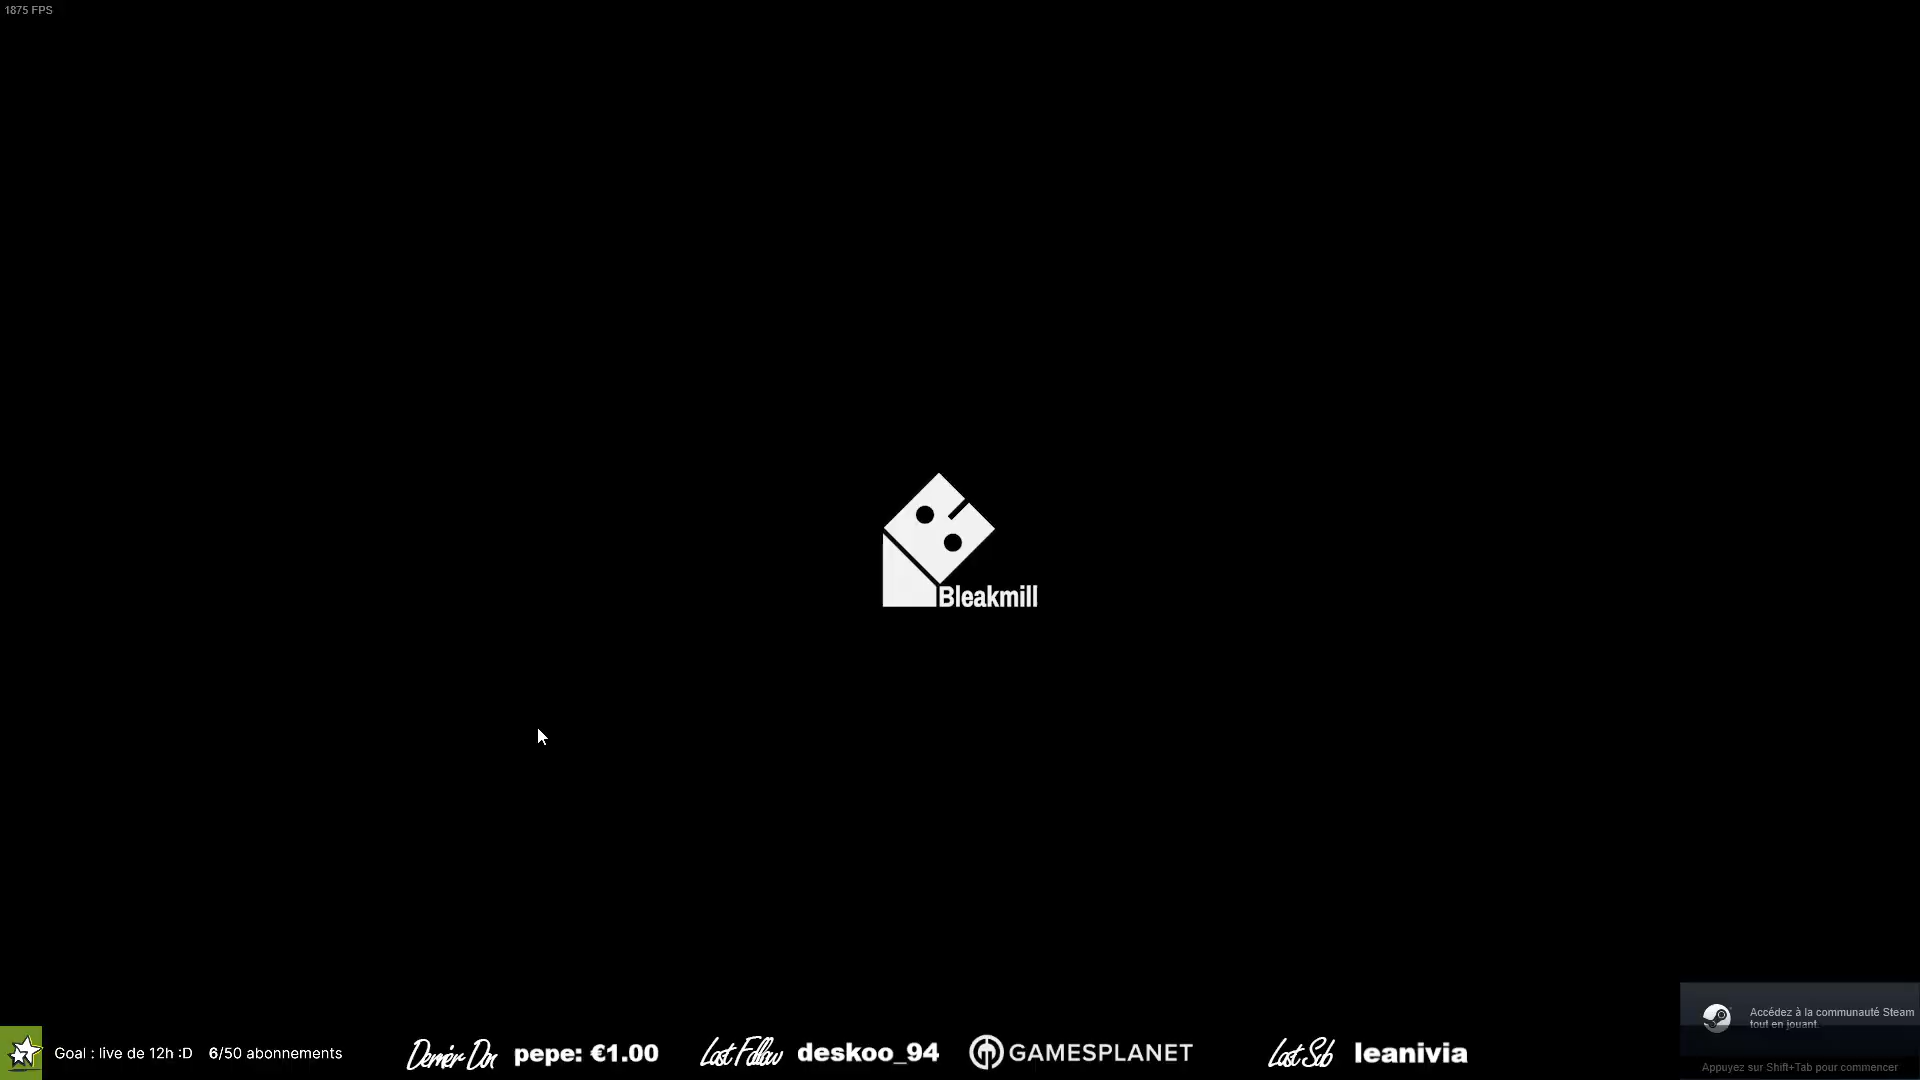 1875 FPS
Bleakmill
Accédez à la communauté Steam
tout en jouant.
Goal : live de 12h :D 6/50 abonnements
Dernier Don pepe: €1.00
Last Follow deskoo_94
GAMESPLANET
Last Sub leanivia
Appuyez sur Shift+Tab pour commencer